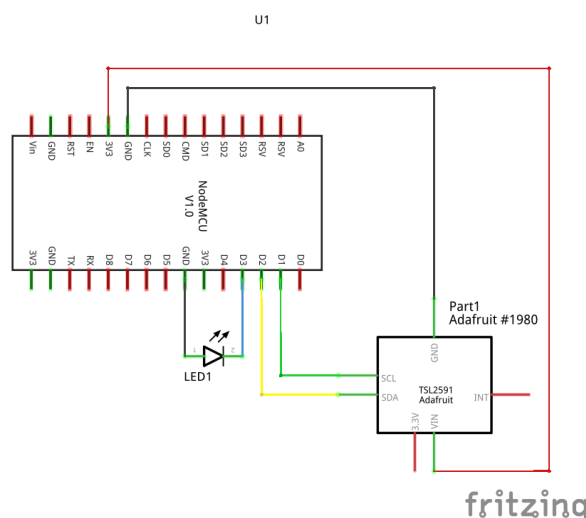 U1
Vin
GND
RST
EN
3V3
GND
CLK
SD0
CMD
SD1
SD2
SD3
RSV
RSV
A0
NodeMCU
V1.0
3V3
GND
TX
RX
D8
D7
D6
D5
GND
3V3
D4
D3
D2
D1
D0
1
2
LED1
Part1
Adafruit #1980
GND
SCL
SDA
TSL2591
Adafruit
INT
3.3V
VIN
fritzing